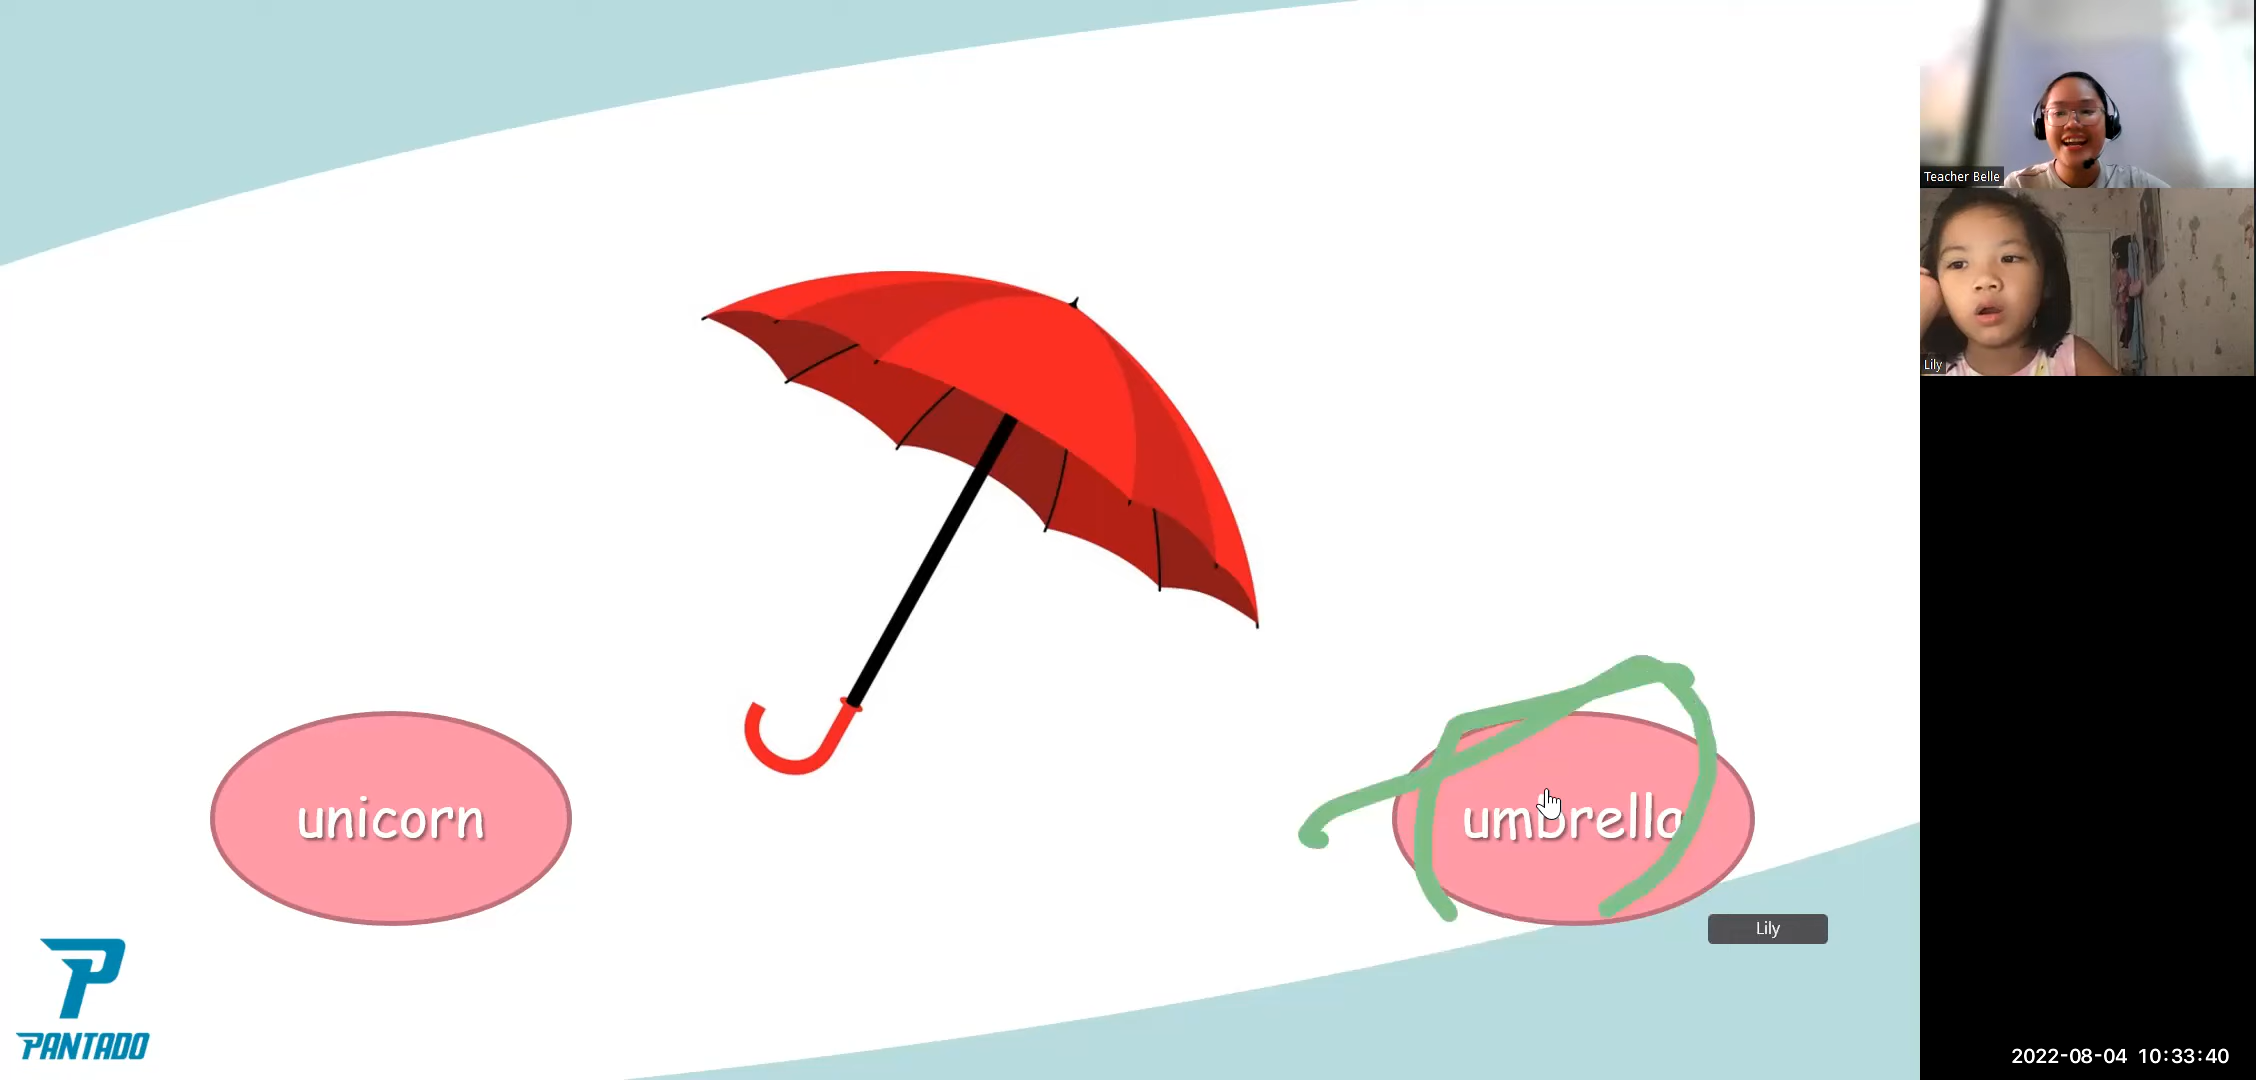 Teacher Belle
Lily
unicorn
umbrella
Lily
PANTADO
2022-08-04 10:33:40